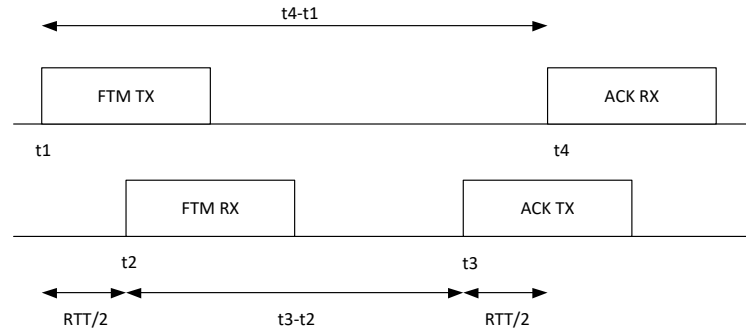 t4-t1
FTM TX
ACK RX
t1
t4
FTM RX
ACK TX
t2
t3
RTT/2
t3-t2
RTT/2